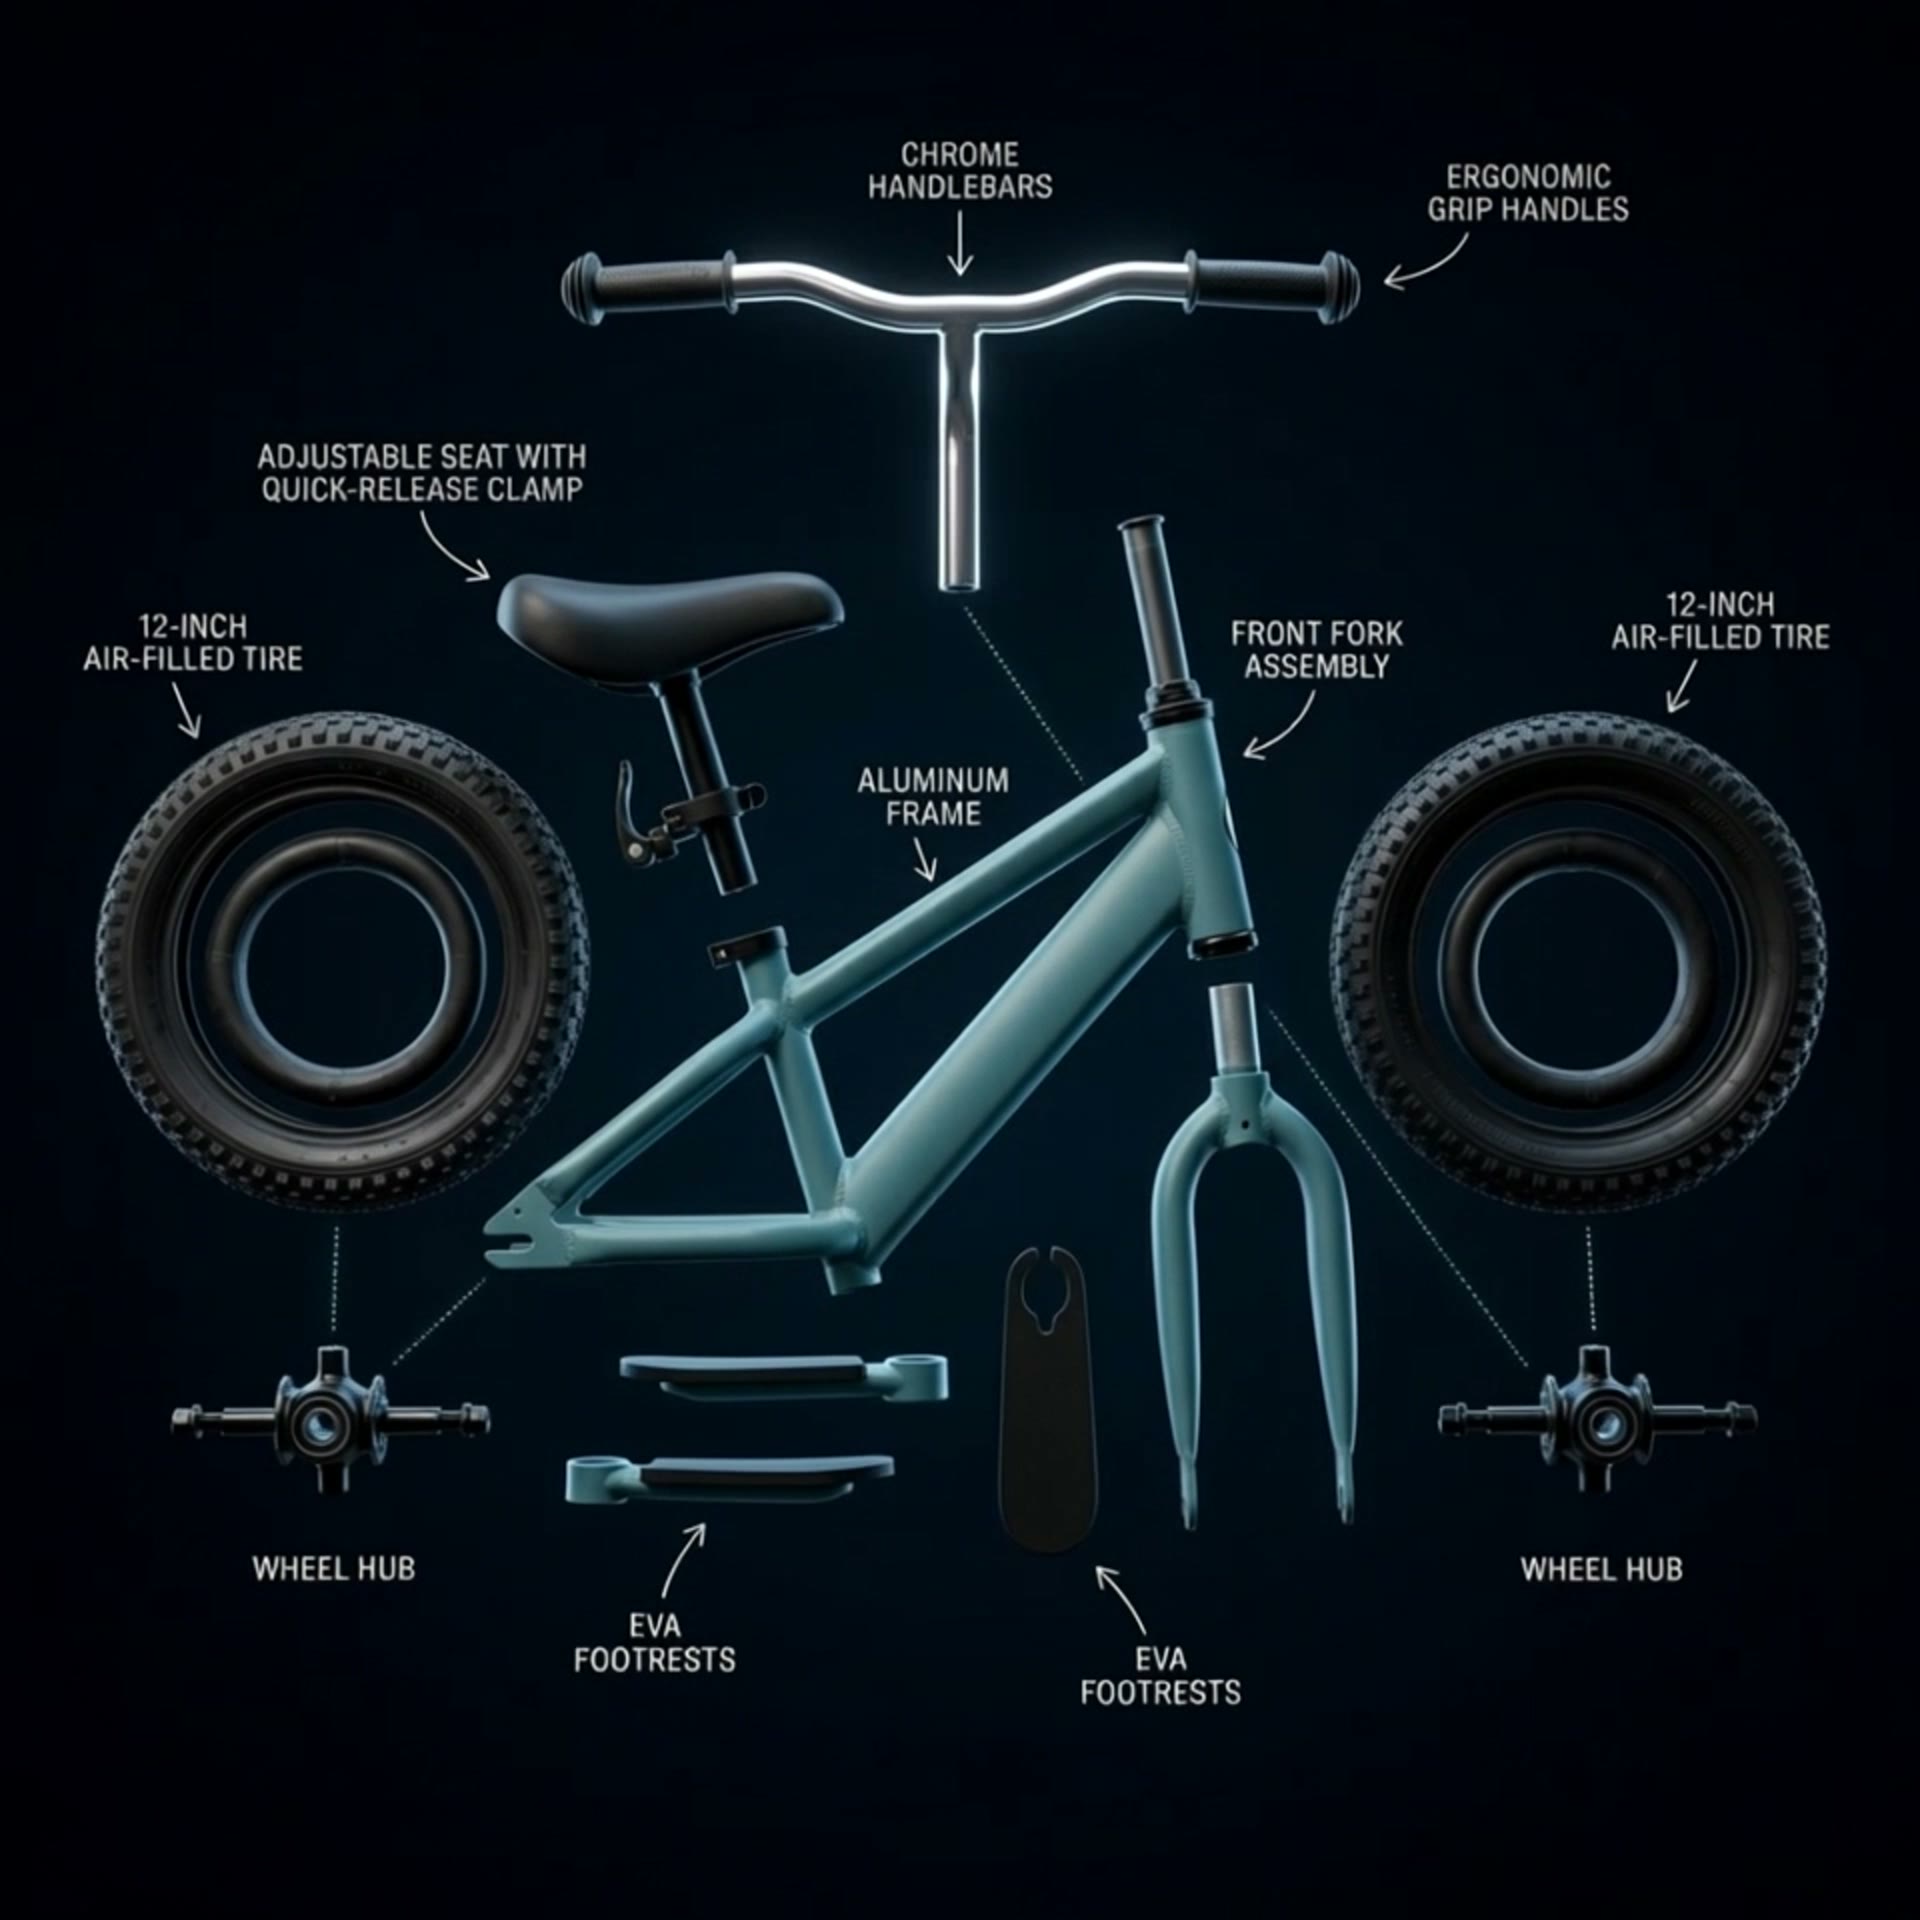 CHROME
HANDLEBARS
ERGONOMIC
GRIP HANDLES
ADJUSTABLE SEAT WITH
QUICK-RELEASE CLAMP
12-INCH
AIR-FILLED TIRE
FRONT FORK
ASSEMBLY
12-INCH
AIR-FILLED TIRE
ALUMINUM
FRAME
WHEEL HUB
WHEEL HUB
EVA
FOOTRESTS
EVA
FOOTRESTS